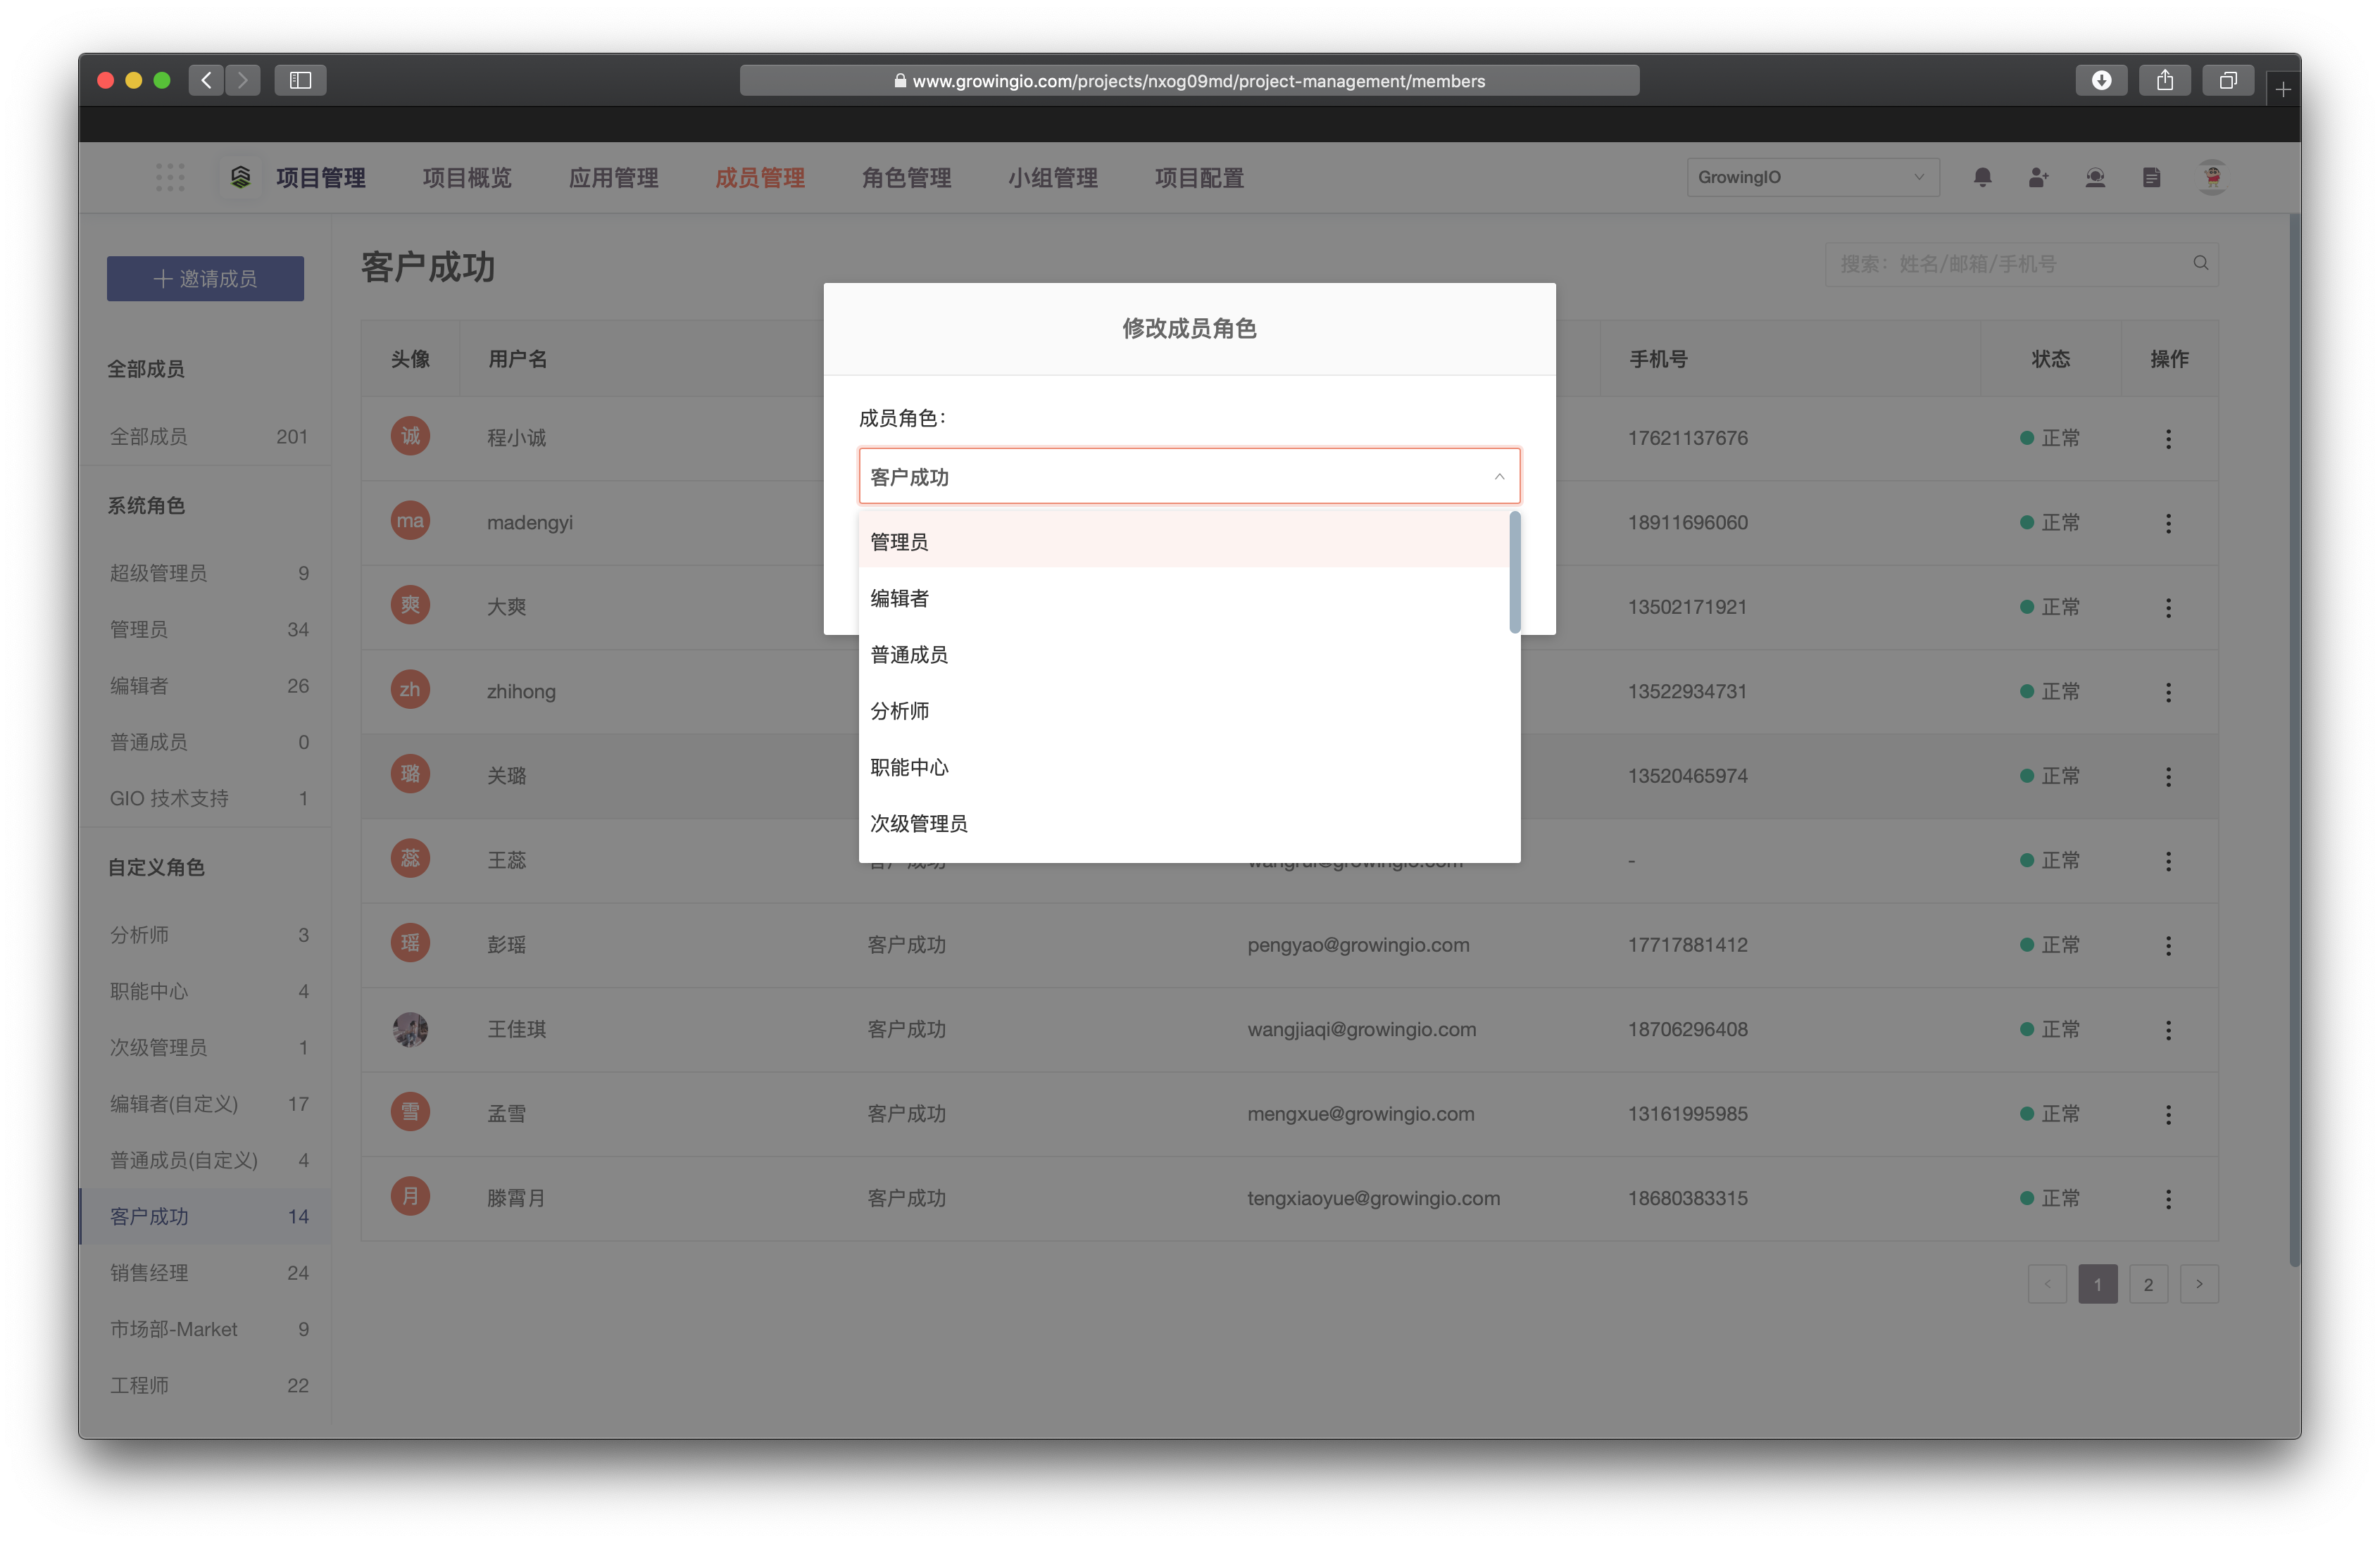 www.growingio.com/projects/nxog09md/project-management/members
项目管理 项目概览 应用管理 成员管理 角色管理 小组管理 项目配置 GrowingIO
邀请成员
客户成功
搜索：姓名/邮箱/手机号
修改成员角色
成员角色：
客户成功
管理员
编辑者
普通成员
分析师
职能中心
次级管理员
全部成员
全部成员 201
系统角色
超级管理员 9
管理员 34
编辑者 26
普通成员 0
GIO 技术支持 1
自定义角色
分析师 3
职能中心 4
次级管理员 1
编辑者(自定义) 17
普通成员(自定义) 4
客户成功 14
销售经理 24
市场部-Market 9
工程师 22
头像 用户名 手机号 状态 操作
诚 程小诚 17621137676 正常
ma madengyi 18911696060 正常
爽 大爽 13502171921 正常
zh zhihong 13522934731 正常
璐 关璐 13520465974 正常
蕊 王蕊 客户成功 wangrui@growingio.com - 正常
瑶 彭瑶 客户成功 pengyao@growingio.com 17717881412 正常
王佳琪 客户成功 wangjiaqi@growingio.com 18706296408 正常
雪 孟雪 客户成功 mengxue@growingio.com 13161995985 正常
月 滕霄月 客户成功 tengxiaoyue@growingio.com 18680383315 正常
1 2